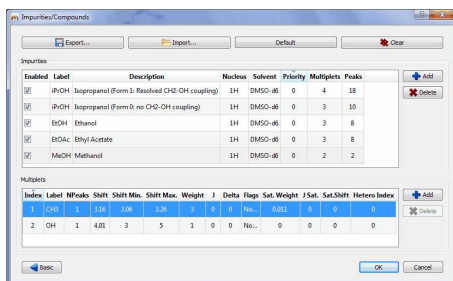 Impurities/Compounds
Export... Import... Default Clear
Impurities
Enabled Label Description Nucleus Solvent Priority Multiplets Peaks
iPrOH Isopropanol (Form 1: Resolved CH2-OH coupling) 1H DMSO-d6 0 4 18
iPrOH Isopropanol (Form 0: no CH2-OH coupling) 1H DMSO-d6 0 3 10
EtOH Ethanol 1H DMSO-d6 0 3 8
EtOAc Ethyl Acetate 1H DMSO-d6 0 3 8
MeOH Methanol 1H DMSO-d6 0 2 2
Add
Delete
Multiplets
Index Label NPeaks Shift Shift Min. Shift Max. Weight J Delta Flags Sat. Weight J Sat. Sat.Shift Hetero Index
1 CH3 1 3.16 3.06 3.26 3 0 0 No... 0.011 0 0 0
2 OH 1 4.01 3 5 1 0 0 No... 0 0 0 0
Add
Delete
Basic OK Cancel